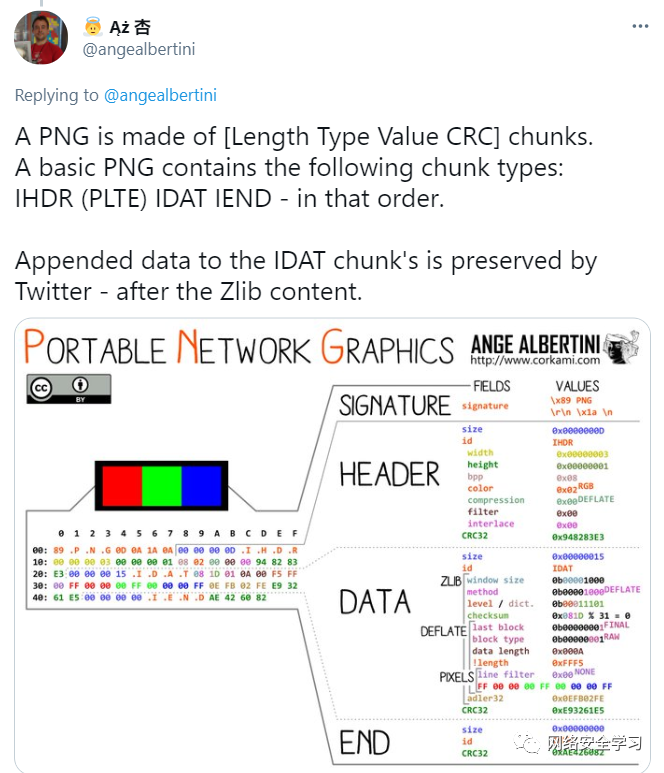 Ąż 杏
@angealbertini
Replying to @angealbertini
A PNG is made of [Length Type Value CRC] chunks.
A basic PNG contains the following chunk types:
IHDR (PLTE) IDAT IEND - in that order.
Appended data to the IDAT chunk's is preserved by
Twitter - after the Zlib content.
PORTABLE NETWORK GRAPHICS
ANGE ALBERTINI
http://www.corkami.com
cc
BY
FIELDS VALUES
SIGNATURE
signature \x89 PNG
\r\n \x1a \n
HEADER
size 0x0000000D
id IHDR
width 0x00000003
height 0x00000001
bpp 0x08
color 0x02 RGB
compression 0x00 DEFLATE
filter 0x00
interlace 0x00
CRC32 0x948283E3
0 1 2 3 4 5 6 7 8 9 A B C D E F
00: 89 .P .N .G 0D 0A 1A 0A 00 00 00 0D .I .H .D .R
10: 00 00 00 03 00 00 00 01 08 02 00 00 00 94 82 83
20: E3 00 00 00 15 .I .D .A .T 08 1D 01 0A 00 F5 FF
30: 00 FF 00 00 00 FF 00 00 00 FF 0E FB 02 FE E9 32
40: 61 E5 00 00 00 00 .I .E .N .D AE 42 60 82
DATA
size 0x00000015
id IDAT
ZLIB
window size 0b00001000
method 0b00001000 DEFLATE
level / dict. 0b00011101
checksum 0x081D % 31 = 0
DEFLATE
last block 0b00000001 FINAL
block type 0b00000001 RAW
data length 0x000A
!length 0xFFF5
PIXELS
line filter 0x00 NONE
FF 00 00 00 FF 00 00 00 FF
adler32 0x0EFB02FE
CRC32 0xE93261E5
END
size 0x00000000
id
CRC32 0xAE426082
网络安全学习